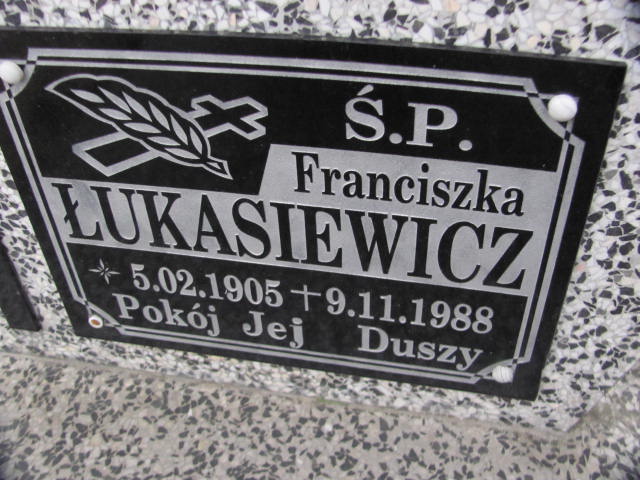 Ś.P.
Franciszka
ŁUKASIEWICZ
5.02.1905 + 9.11.1988
Pokój Jej Duszy